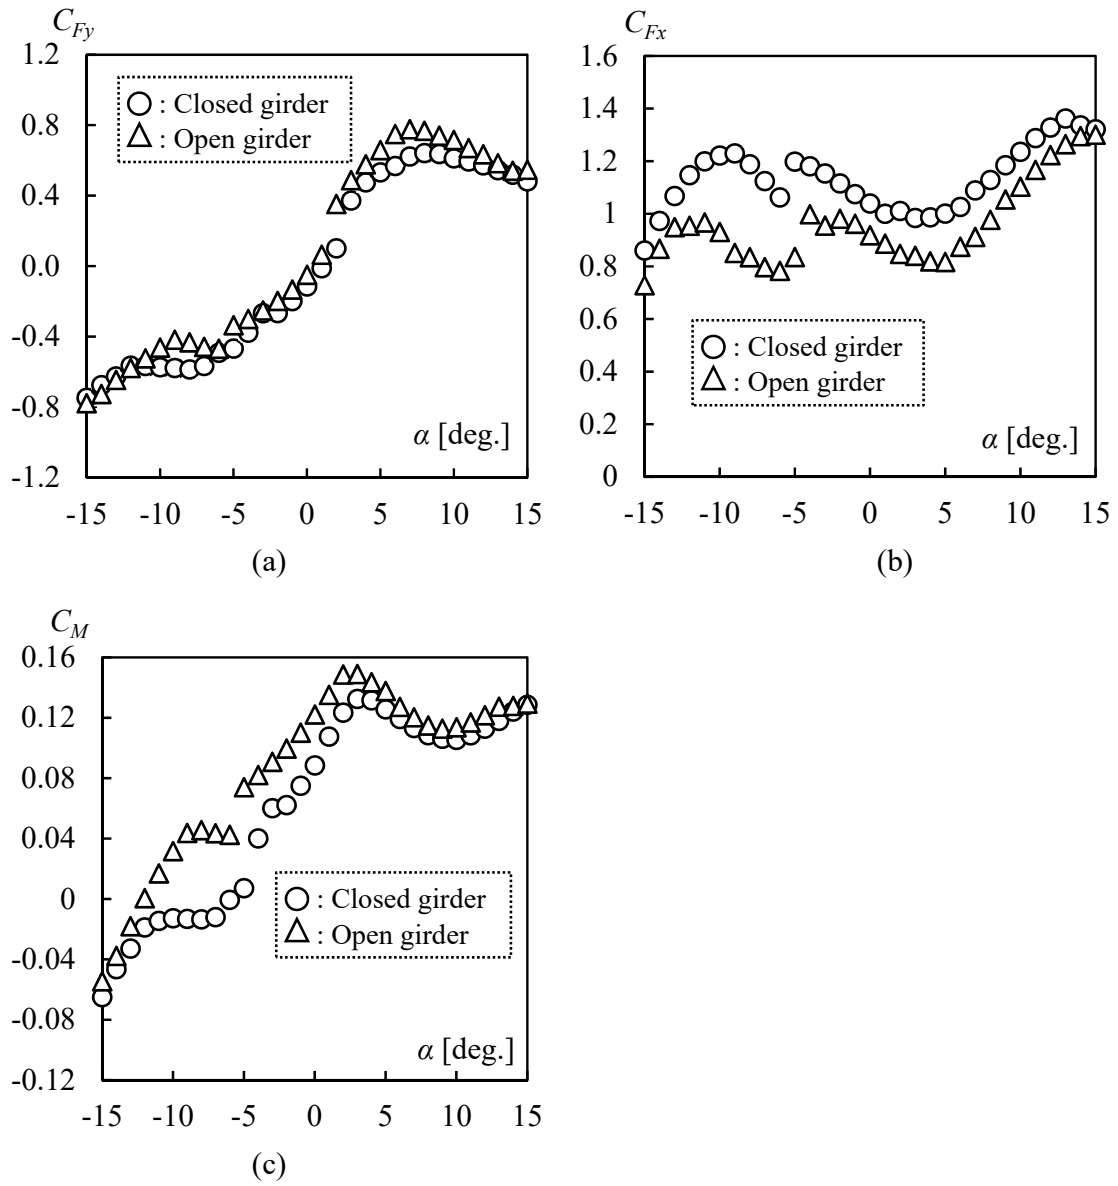 C_Fy
1.2
0.8
0.4
0.0
-0.4
-0.8
-1.2
: Closed girder
: Open girder
α [deg.]
-15 -10 -5 0 5 10 15
(a)
C_Fx
1.6
1.4
1.2
1
0.8
0.6
0.4
0.2
0
: Closed girder
: Open girder
α [deg.]
-15 -10 -5 0 5 10 15
(b)
C_M
0.16
0.12
0.08
0.04
0
-0.04
-0.08
-0.12
: Closed girder
: Open girder
α [deg.]
-15 -10 -5 0 5 10 15
(c)